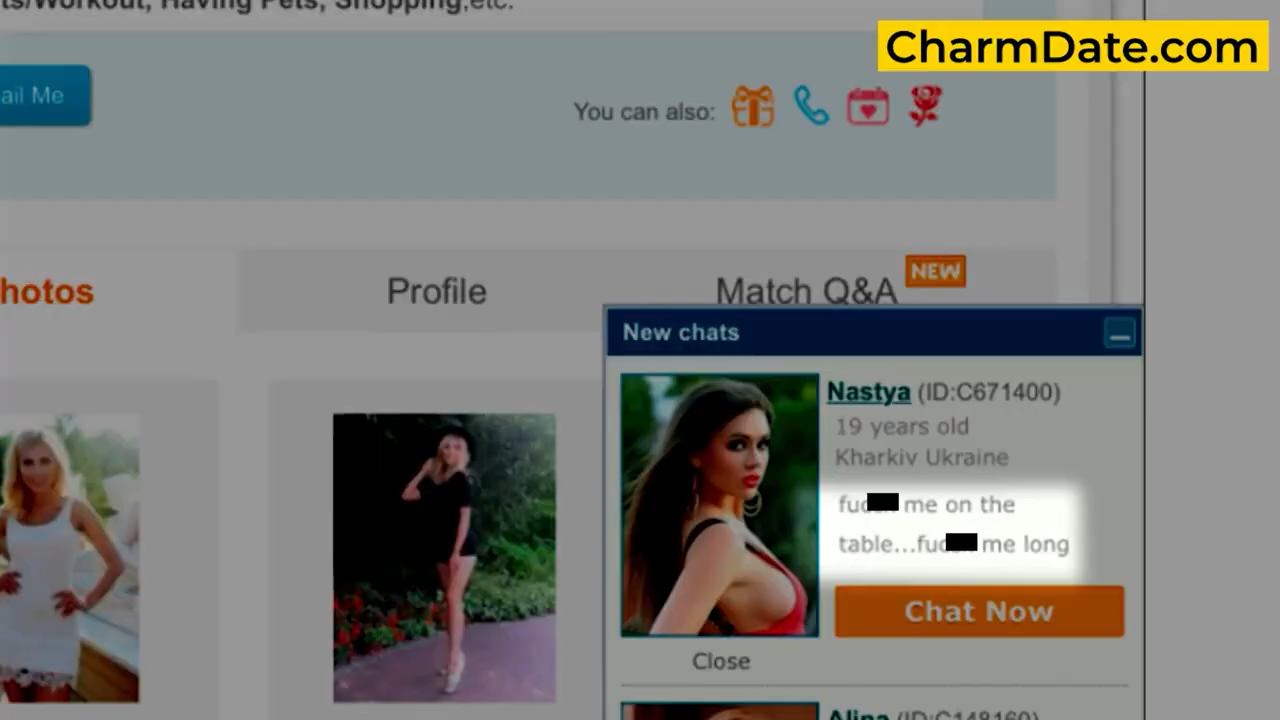 ts/Workout, Having Pets, Shopping,etc.
CharmDate.com
ail Me
You can also:
hotos
Profile
Match Q&A
NEW
New chats
Nastya (ID:C671400)
19 years old
Kharkiv Ukraine
fu me on the
table...fu me long
Chat Now
Close
Alina (ID:C148160)